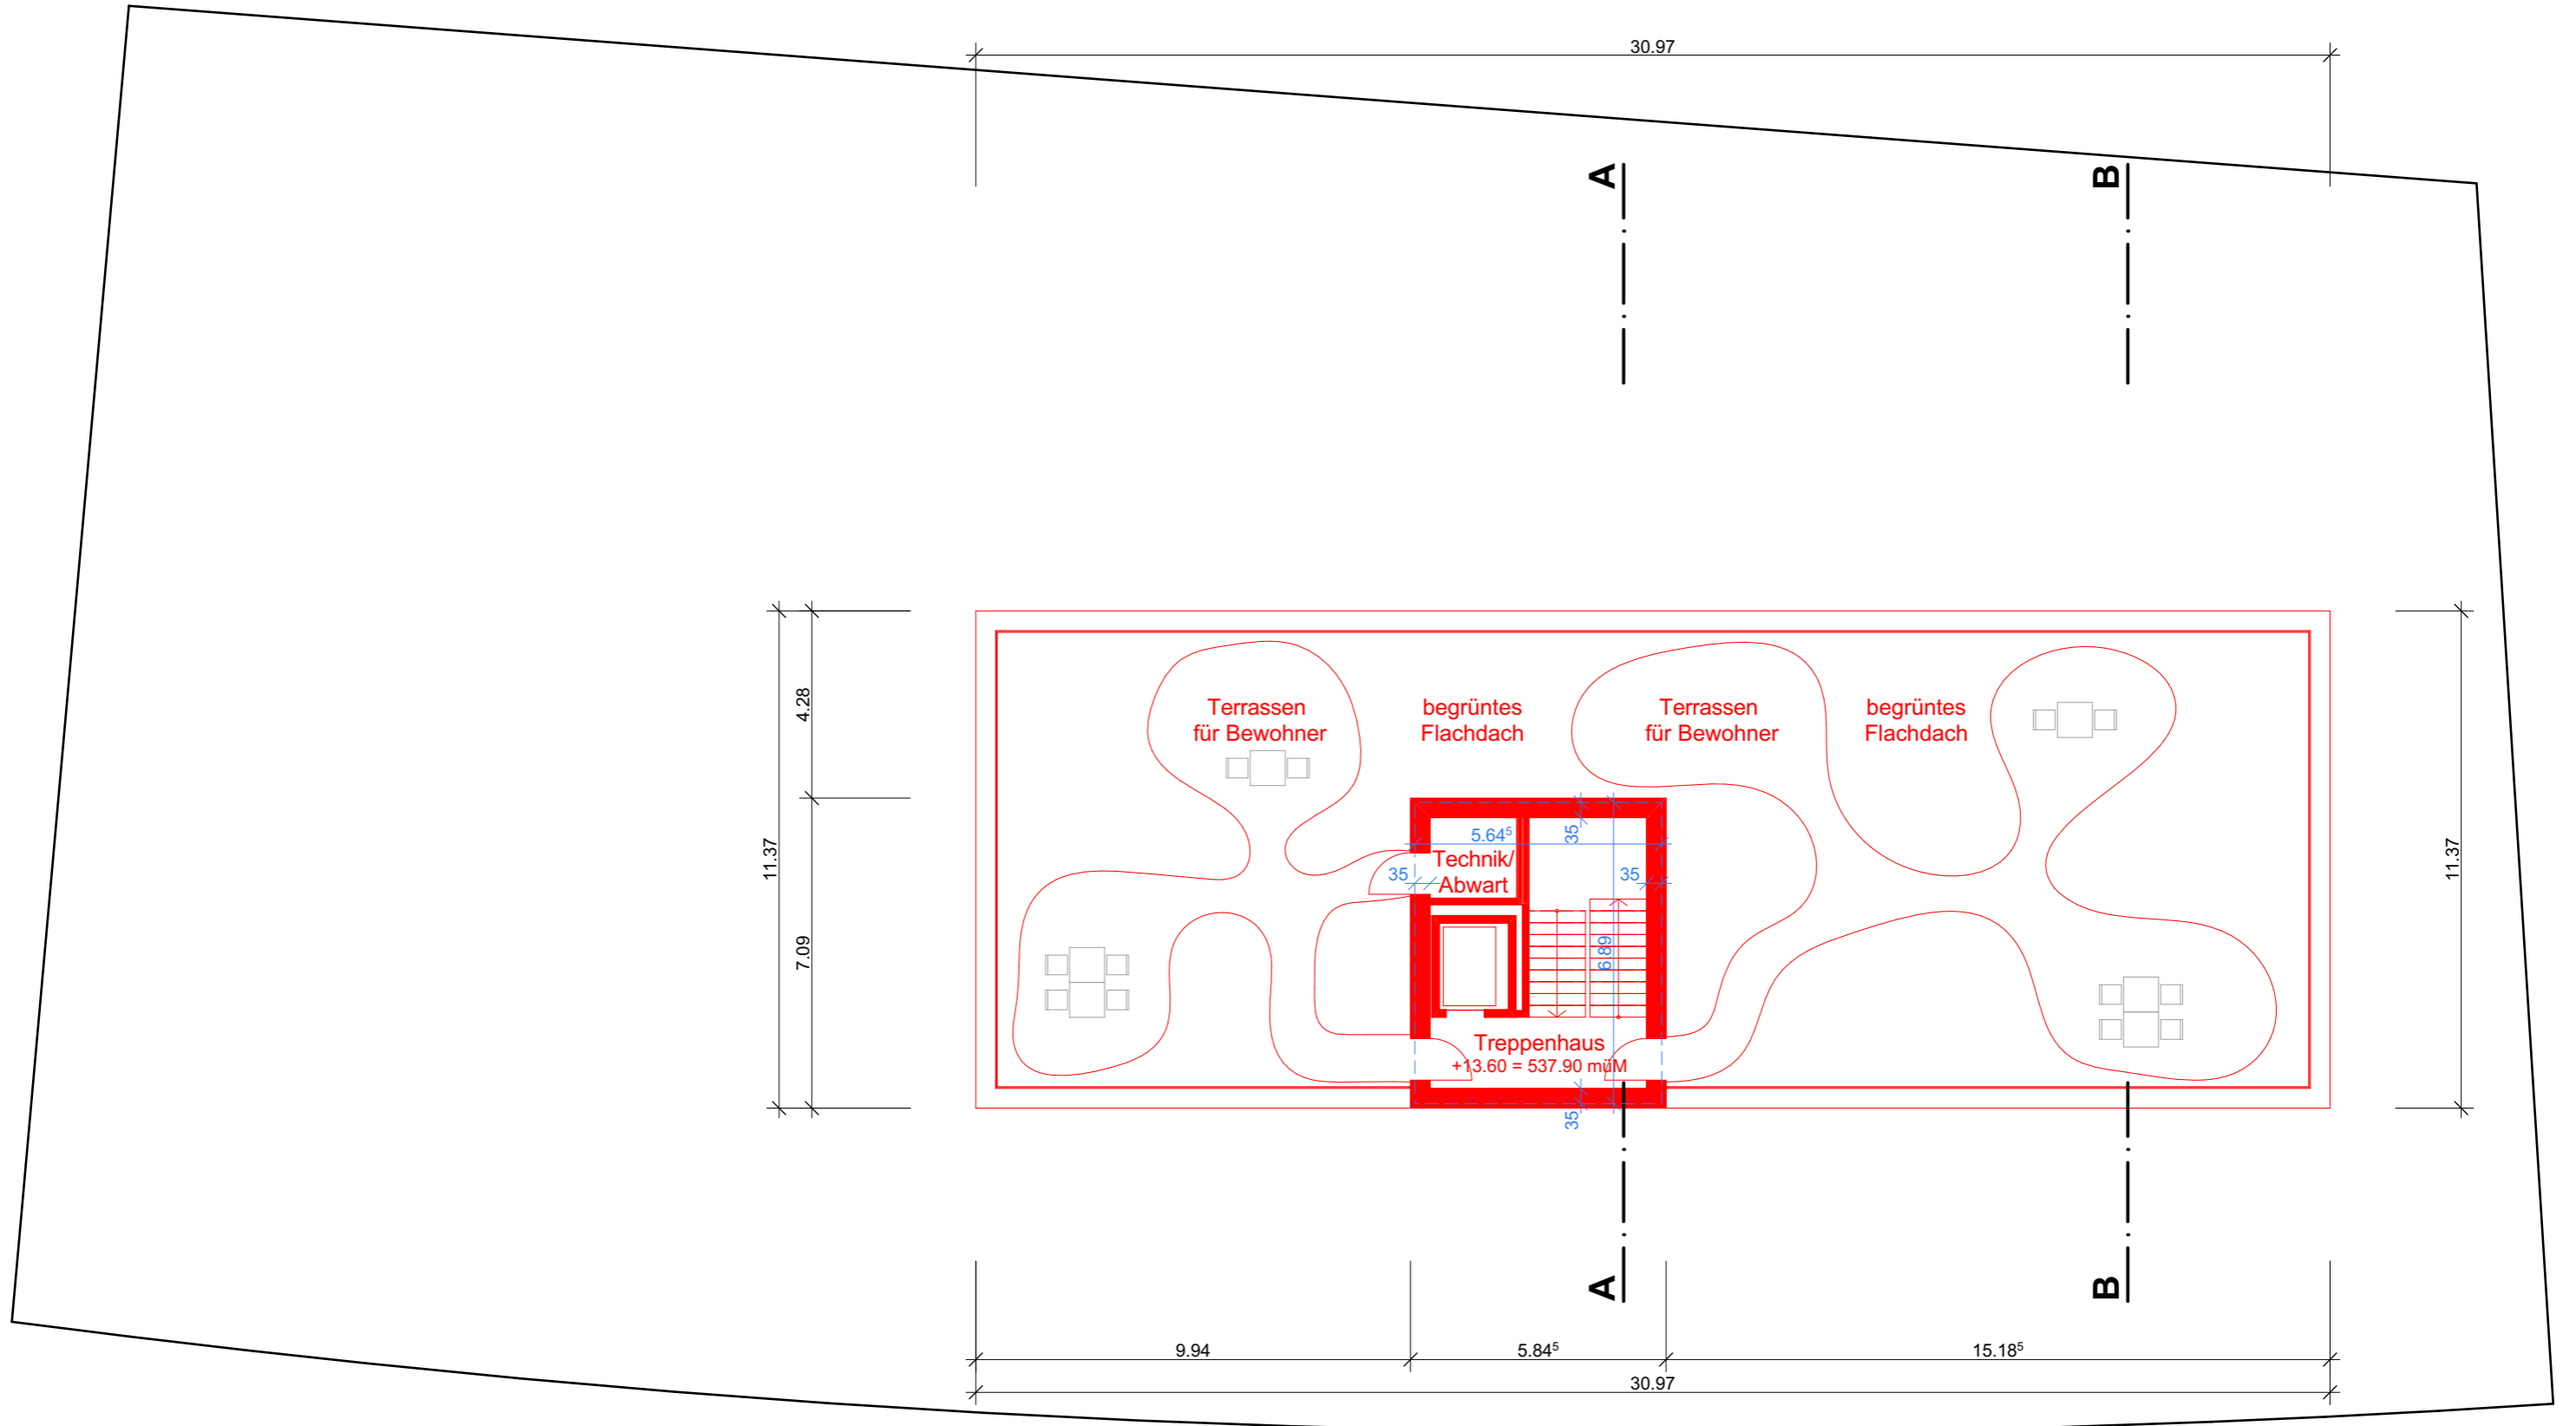 30.97
A
B
4.28
11.37
7.09
11.37
Terrassen
für Bewohner
begrüntes
Flachdach
Terrassen
für Bewohner
begrüntes
Flachdach
5.64⁵
35
Technik/
Abwart
35
35
6.89
Treppenhaus
+13.60 = 537.90 müM
35
A
B
9.94
5.84⁵
15.18⁵
30.97